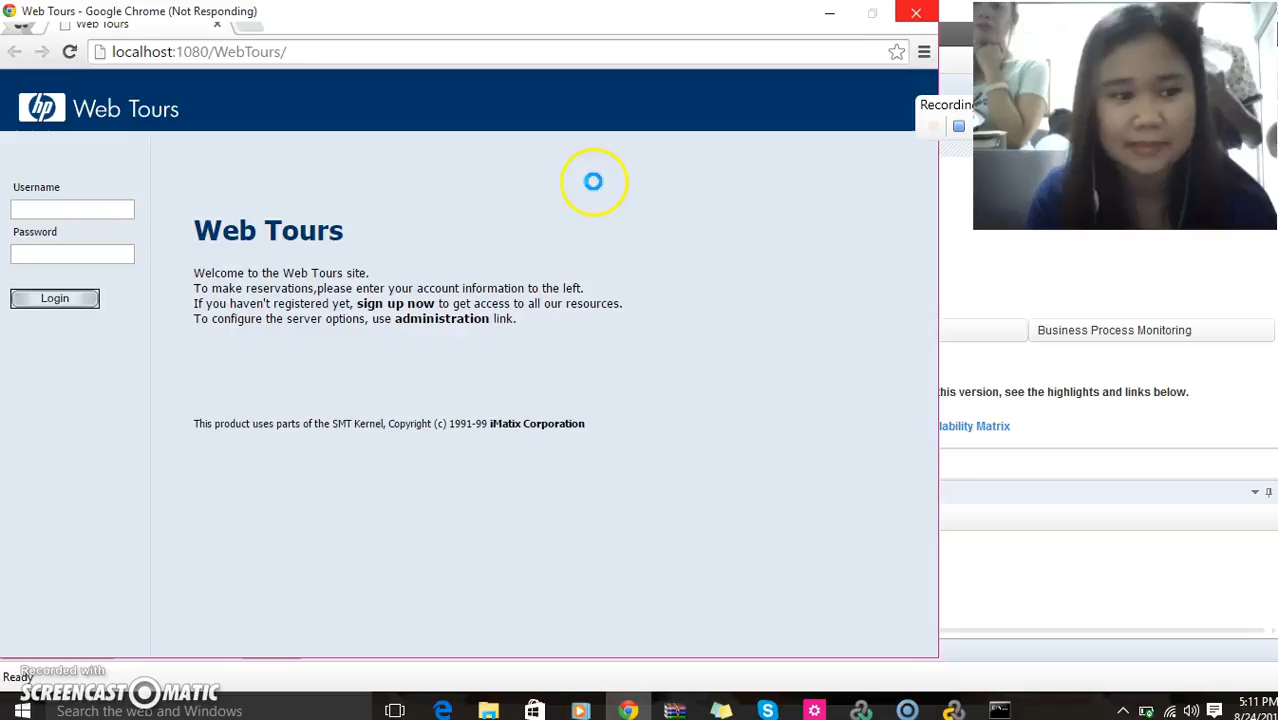 Web Tours - Google Chrome (Not Responding)
Web Tours
localhost:1080/WebTours/
hp Web Tours
Recording
Username
Password
Login
Web Tours
Welcome to the Web Tours site.
To make reservations,please enter your account information to the left.
If you haven't registered yet, sign up now to get access to all our resources.
To configure the server options, use administration link.
This product uses parts of the SMT Kernel, Copyright (c) 1991-99 iMatix Corporation
Business Process Monitoring
this version, see the highlights and links below.
lability Matrix
Ready
Recorded with
SCREENCAST-O-MATIC
Search the web and Windows
5:11 PM